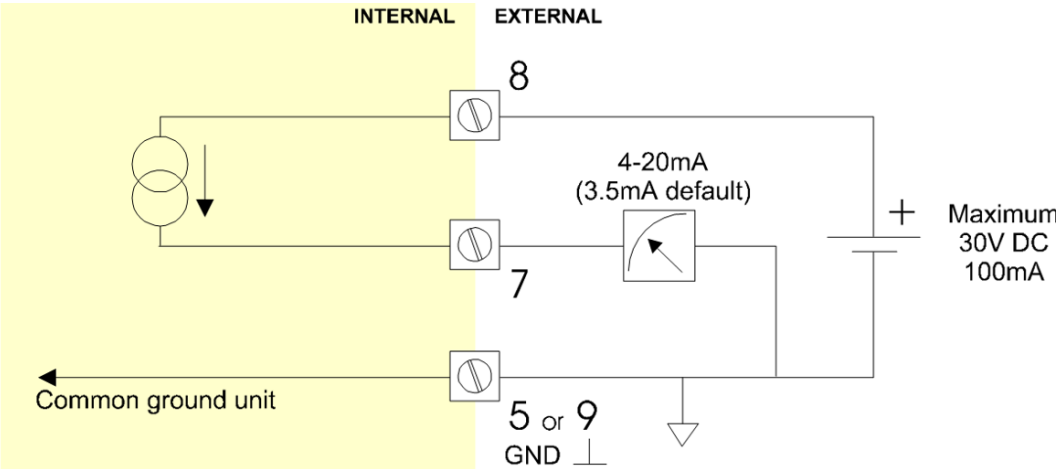 INTERNAL EXTERNAL
8
4-20mA
(3.5mA default)
+ Maximum
30V DC
100mA
7
Common ground unit
5 or 9
GND